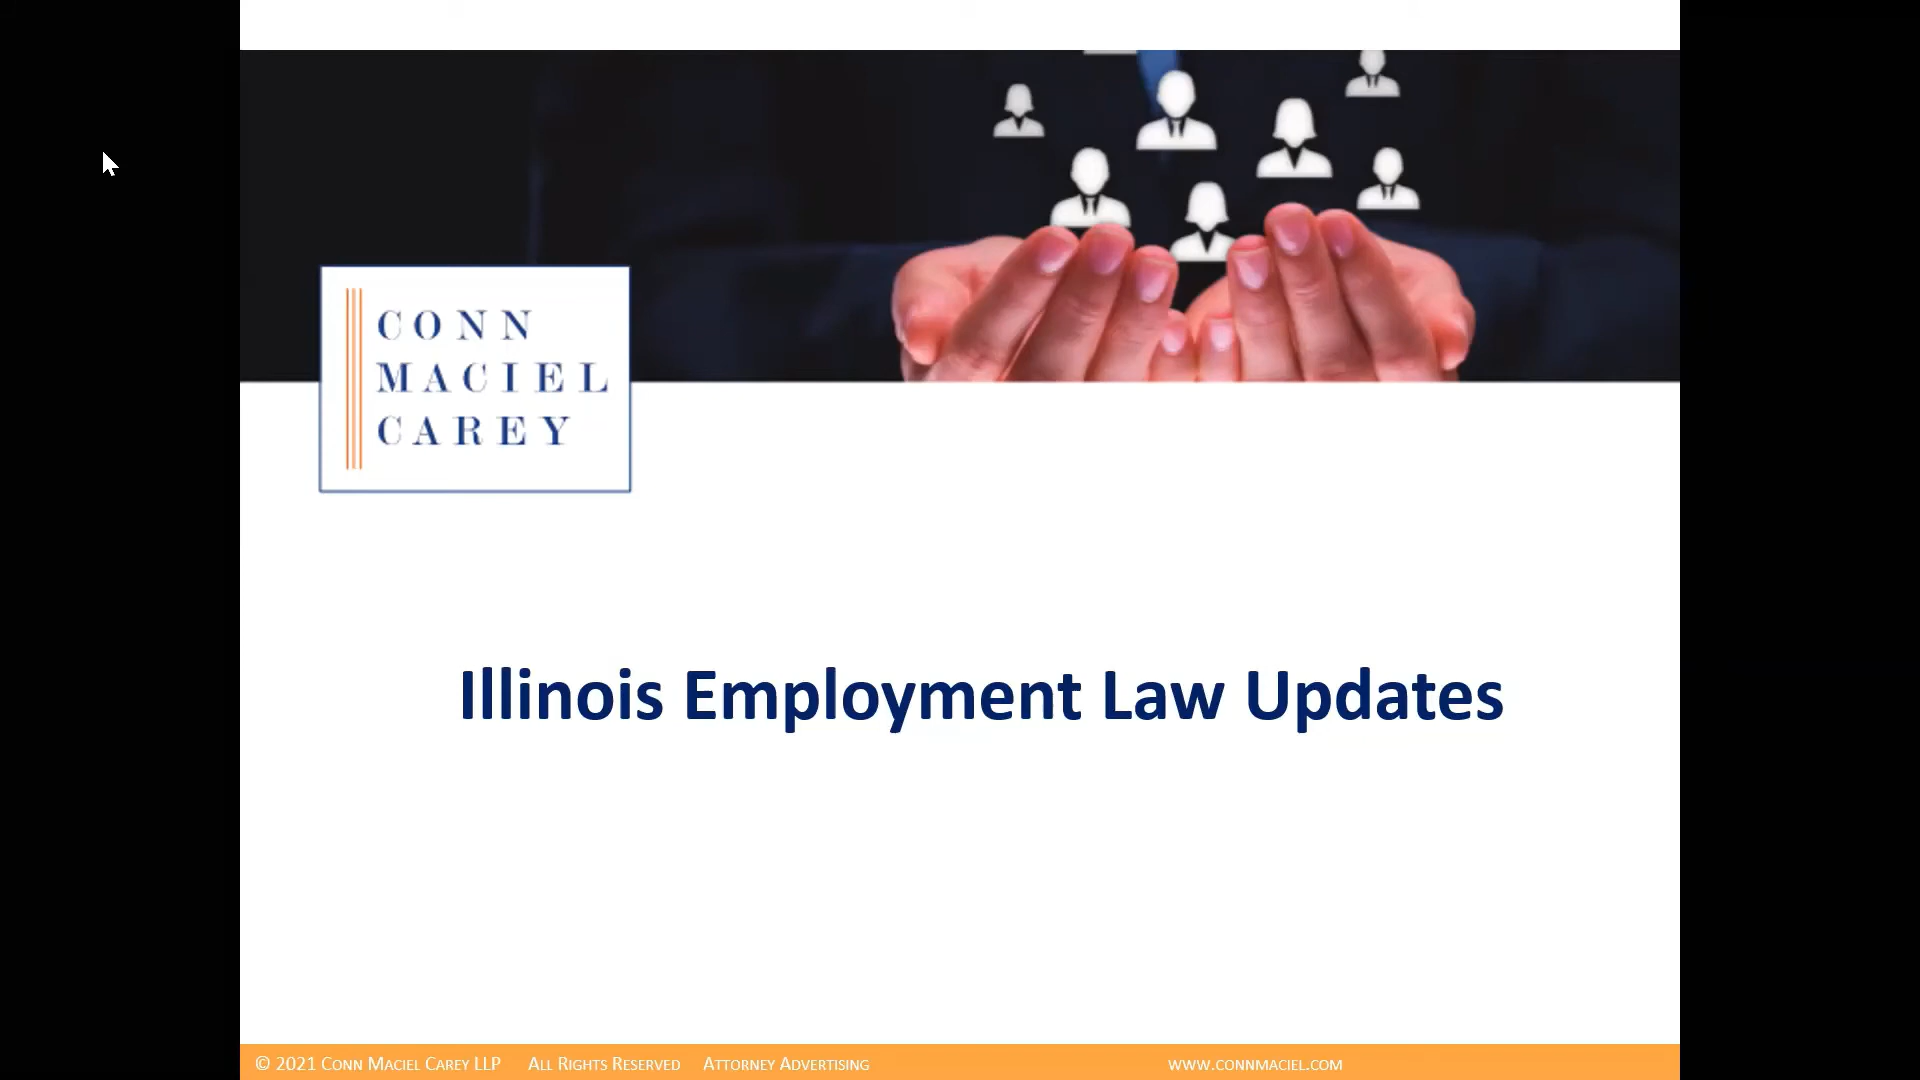 CONN
MACIEL
CAREY
Illinois Employment Law Updates
© 2021 CONN MACIEL CAREY LLP ALL RIGHTS RESERVED ATTORNEY ADVERTISING WWW.CONNMACIEL.COM